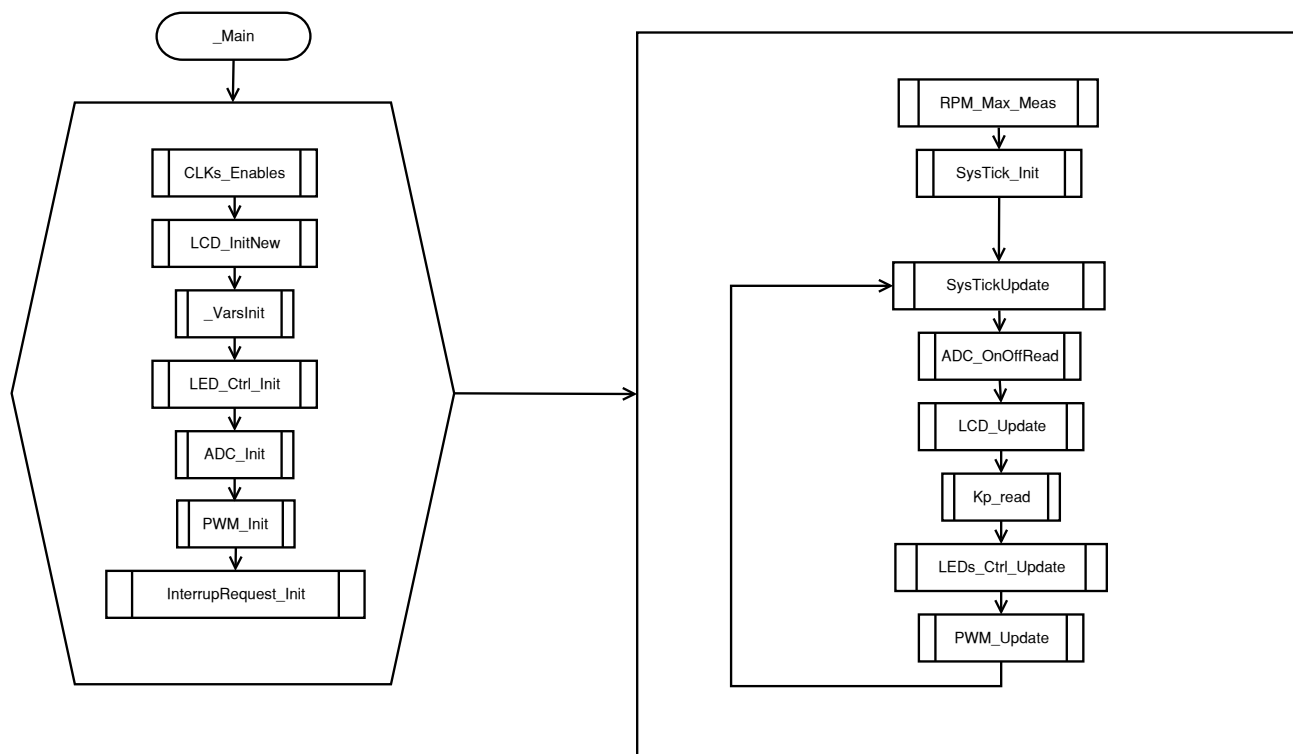 _Main
CLKs_Enables
LCD_InitNew
_VarsInit
LED_Ctrl_Init
ADC_Init
PWM_Init
InterrupRequest_Init
RPM_Max_Meas
SysTick_Init
SysTickUpdate
ADC_OnOffRead
LCD_Update
Kp_read
LEDs_Ctrl_Update
PWM_Update